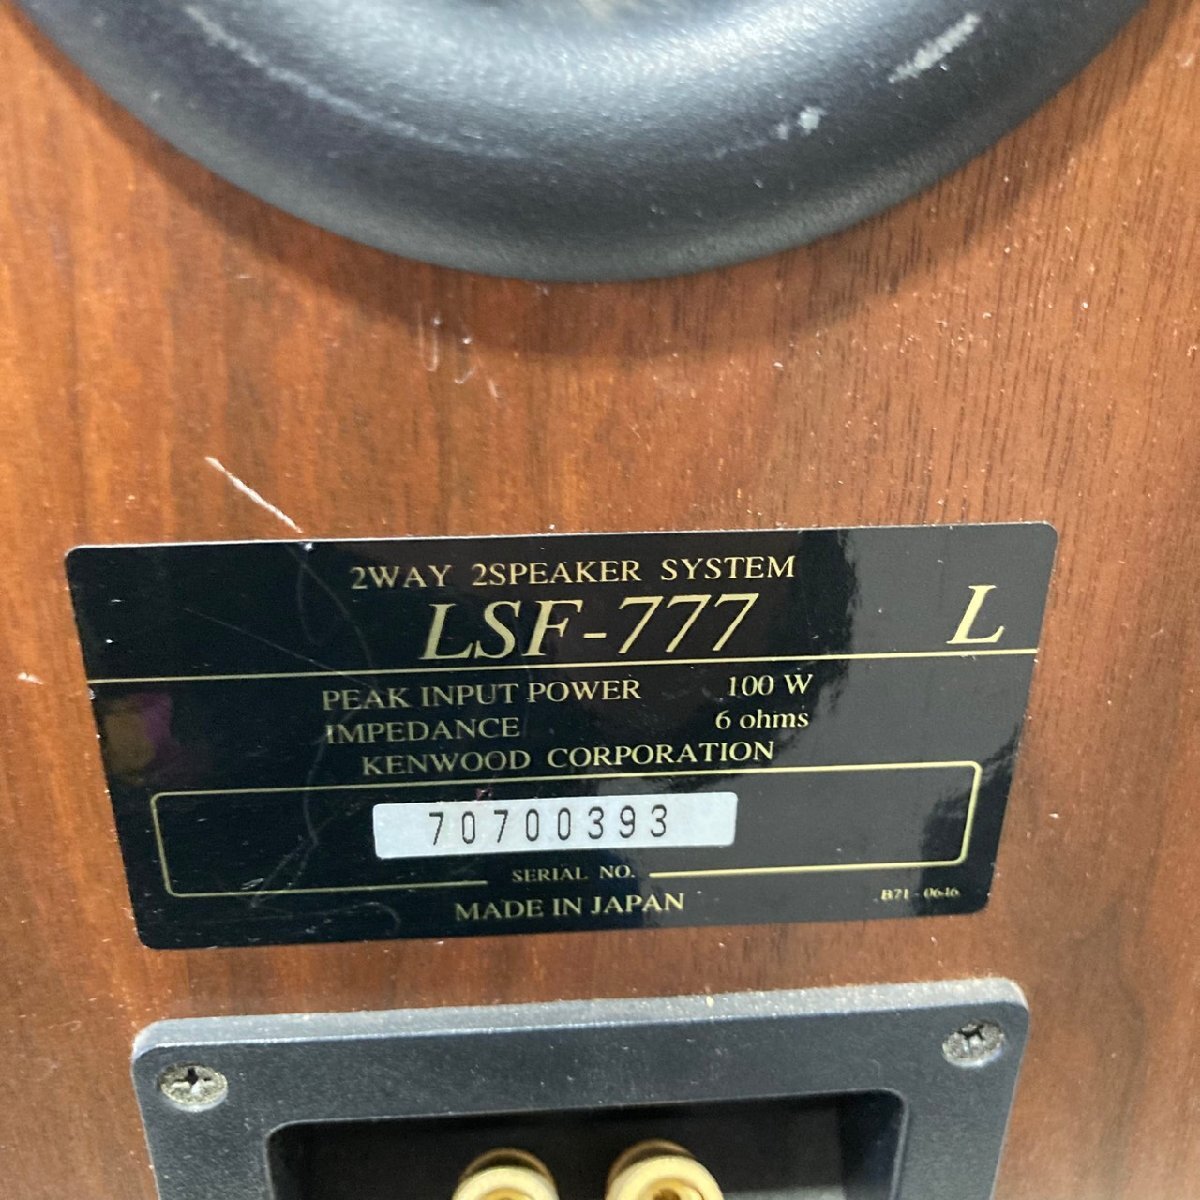 2WAY 2SPEAKER SYSTEM
LSF-777 L
PEAK INPUT POWER 100 W
IMPEDANCE 6 ohms
KENWOOD CORPORATION
70700393
SERIAL NO.
MADE IN JAPAN B71-0646